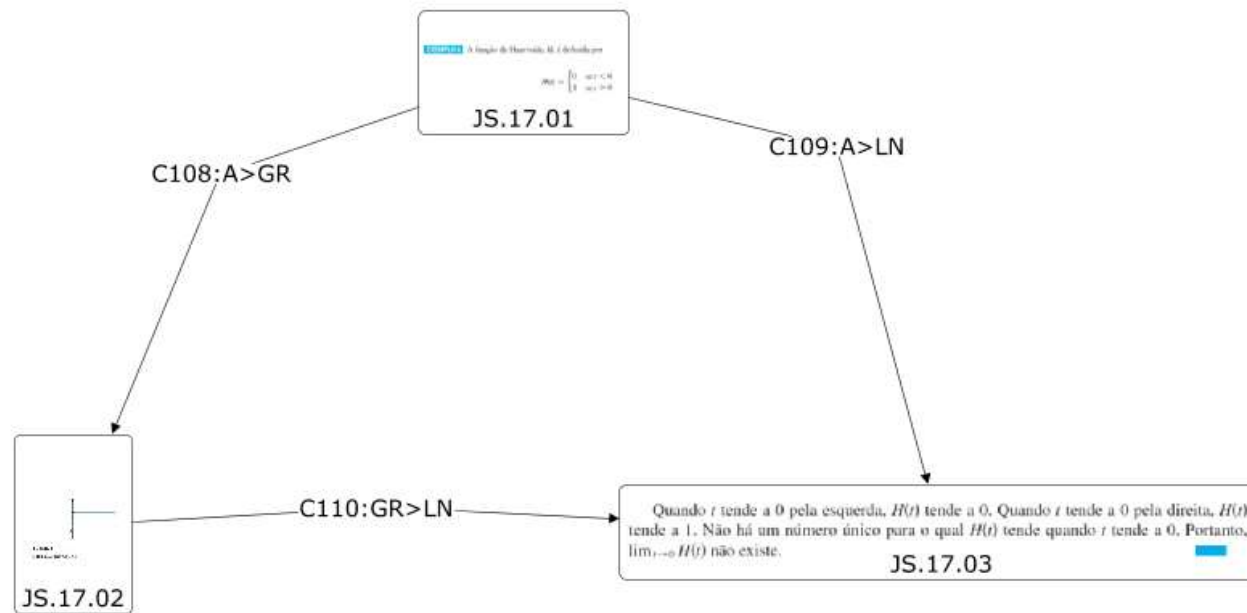 A função de Heaviside, H, é definida por
JS.17.01
C108:A>GR
C109:A>LN
C110:GR>LN
JS.17.02
Quando t tende a 0 pela esquerda, H(t) tende a 0. Quando t tende a 0 pela direita, H(t)
tende a 1. Não há um número único para o qual H(t) tende quando t tende a 0. Portanto,
lim t→0 H(t) não existe.
JS.17.03